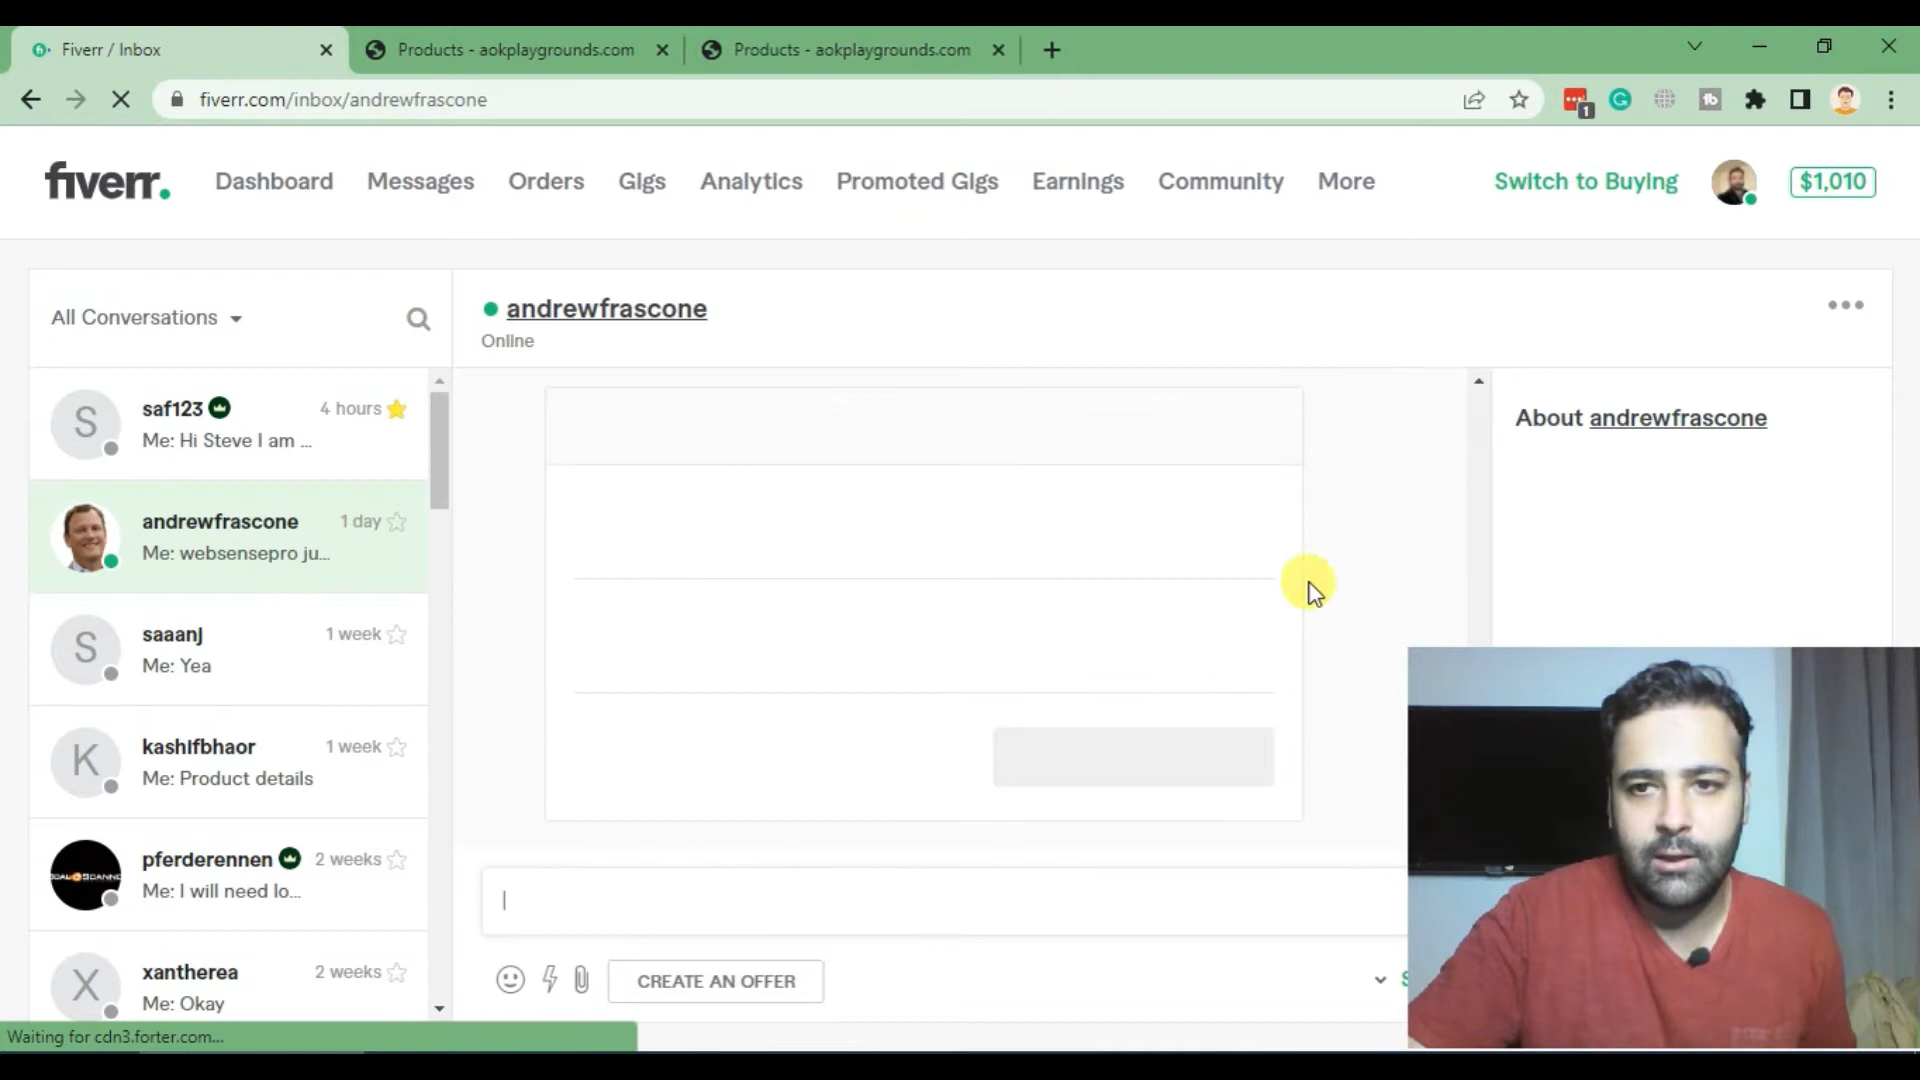 Fiverr / Inbox
Products - aokplaygrounds.com
Products - aokplaygrounds.com
fiverr.com/inbox/andrewfrascone
1
fiverr.
Dashboard
Messages
Orders
Gigs
Analytics
Promoted Gigs
Earnings
Community
More
Switch to Buying
$1,010
All Conversations
andrewfrascone
Online
S
saf123
4 hours
Me: Hi Steve I am ...
andrewfrascone
1 day
Me: websensepro ju...
S
saaanj
1 week
Me: Yea
K
kashifbhaor
1 week
Me: Product details
pferderennen
2 weeks
Me: I will need lo...
X
xantherea
2 weeks
Me: Okay
About andrewfrascone
CREATE AN OFFER
Waiting for cdn3.forter.com...